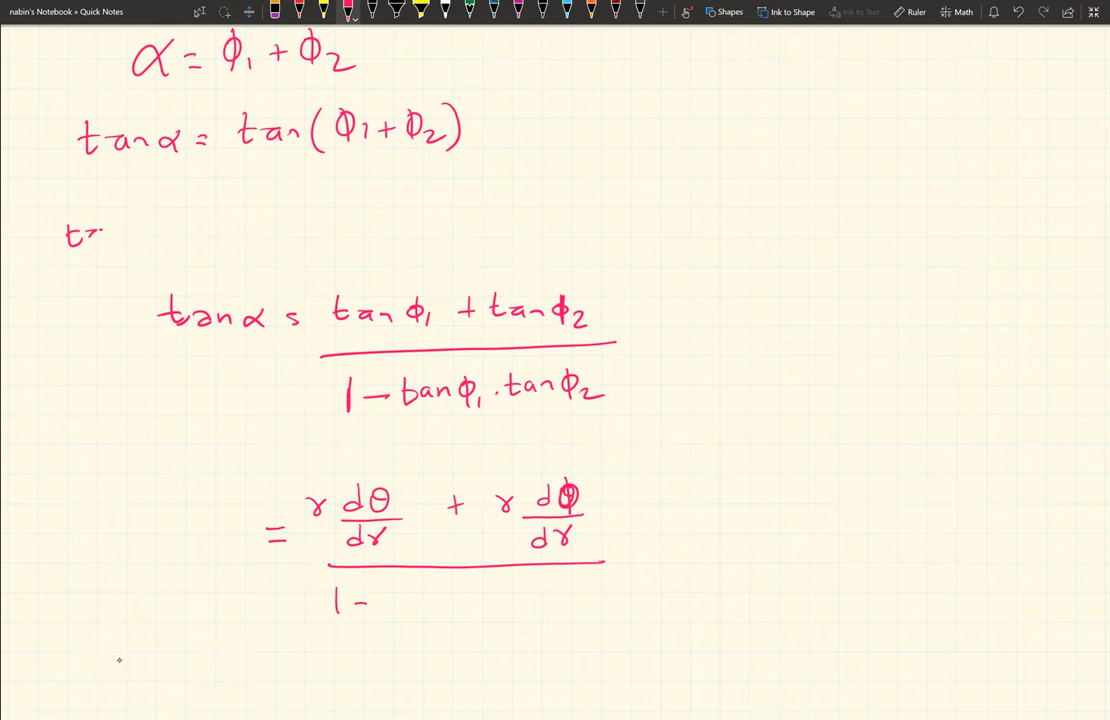 nabin's Notebook » Quick Notes Shapes Ink to Shape Ink to Text Ruler Math
α = ϕ₁ + ϕ₂
tan α = tan(ϕ₁ + ϕ₂)
t
tan α = tan ϕ₁ + tan ϕ₂
1 - tan ϕ₁ . tan ϕ₂
= r dθ/dr + r dϕ/dr
1 -